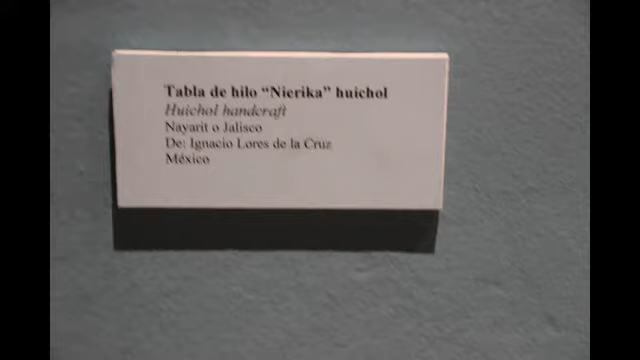 Tabla de hilo “Nierika” huichol
Huichol handcraft
Nayarit o Jalisco
De: Ignacio Lores de la Cruz
México